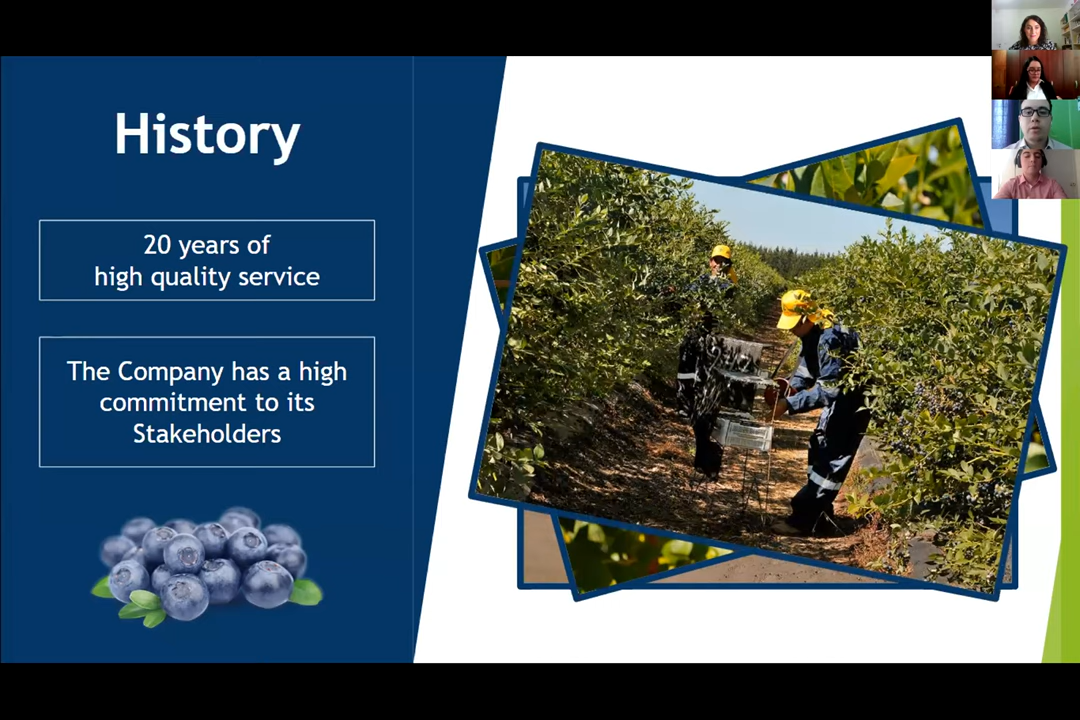 History
20 years of
high quality service
The Company has a high
commitment to its
Stakeholders